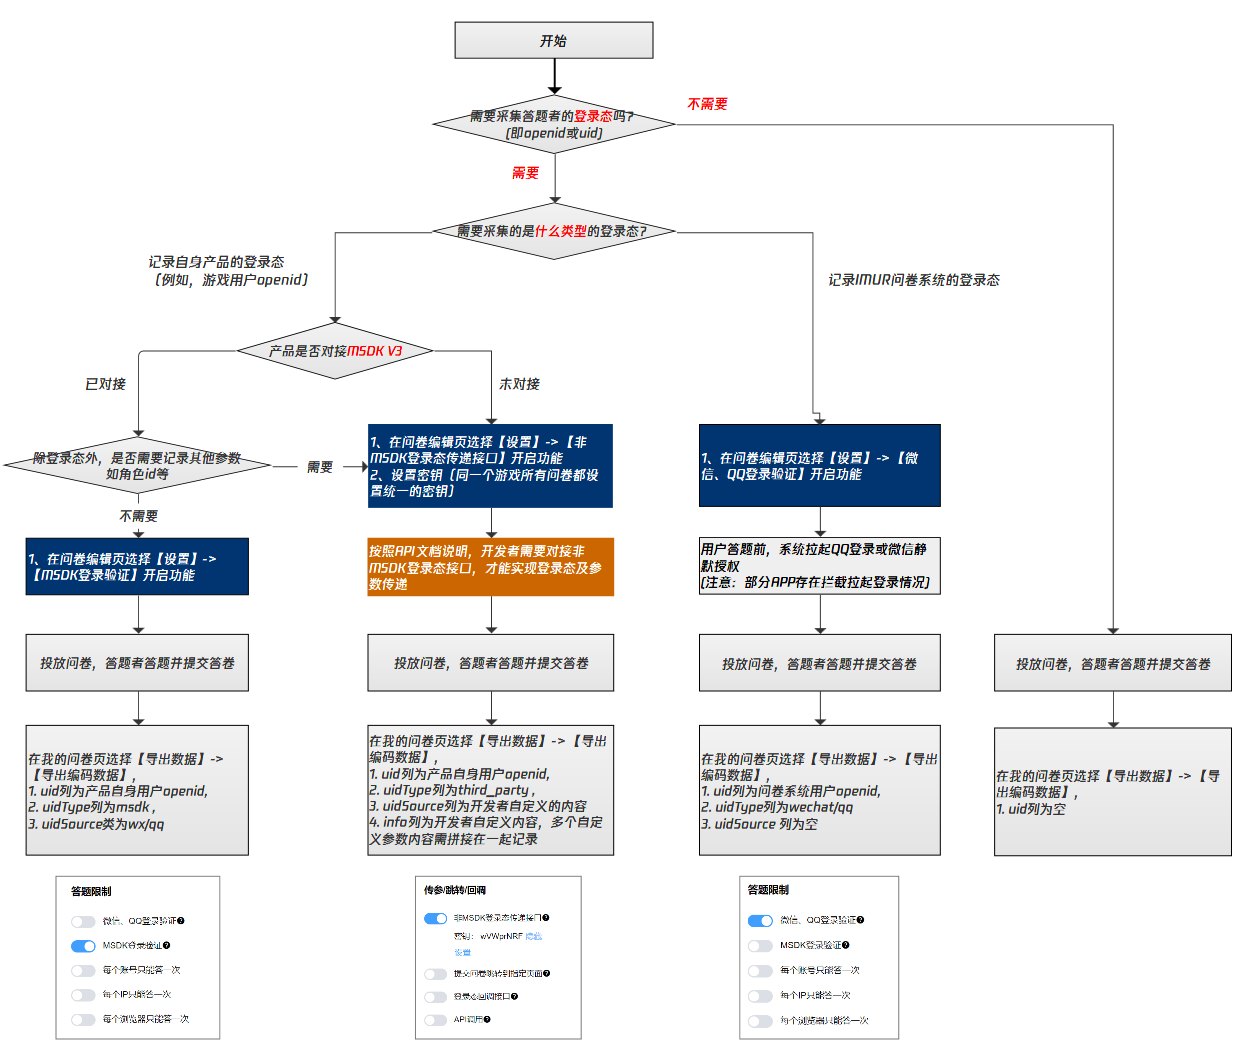 开始
需要采集答题者的登录态吗？
(即openid或uid)
不需要
需要
需要采集的是什么类型的登录态？
记录自身产品的登录态
（例如，游戏用户openid）
记录IMUR问卷系统的登录态
产品是否对接MSDK V3
已对接
未对接
除登录态外，是否需要记录其他参数
如角色id等
需要
不需要
1、在问卷编辑页选择【设置】->【非
MSDK登录态传递接口】开启功能
2、设置密钥（同一个游戏所有问卷都设
置统一的密钥）
1、在问卷编辑页选择【设置】->【微
信、QQ登录验证】开启功能
1、在问卷编辑页选择【设置】->
【MSDK登录验证】开启功能
按照API文档说明，开发者需要对接非
MSDK登录态接口，才能实现登录态及参
数传递
用户答题前，系统拉起QQ登录或微信静
默授权
(注意：部分APP存在拦截拉起登录情况)
投放问卷，答题者答题并提交答卷
投放问卷，答题者答题并提交答卷
投放问卷，答题者答题并提交答卷
投放问卷，答题者答题并提交答卷
在我的问卷页选择【导出数据】->
【导出编码数据】，
1. uid列为产品自身用户openid,
2. uidType列为msdk ,
3. uidSource类为wx/qq
在我的问卷页选择【导出数据】->【导出
编码数据】，
1. uid列为产品自身用户openid,
2. uidType列为third_party ,
3. uidSource列为开发者自定义的内容
4. info列为开发者自定义内容，多个自定
义参数内容需拼接在一起记录
在我的问卷页选择【导出数据】->【导出
编码数据】，
1. uid列为问卷系统用户openid,
2. uidType列为wechat/qq
3. uidSource 列为空
在我的问卷页选择【导出数据】->【导
出编码数据】，
1. uid列为空
答题限制
微信、QQ登录验证
MSDK登录验证
每个账号只能答一次
每个IP只能答一次
每个浏览器只能答一次
传参/跳转/回调
非MSDK登录态传递接口
密钥： wVWprNRF 隐藏
设置
提交问卷跳转到指定页面
登录态回调接口
API调用
答题限制
微信、QQ登录验证
MSDK登录验证
每个账号只能答一次
每个IP只能答一次
每个浏览器只能答一次